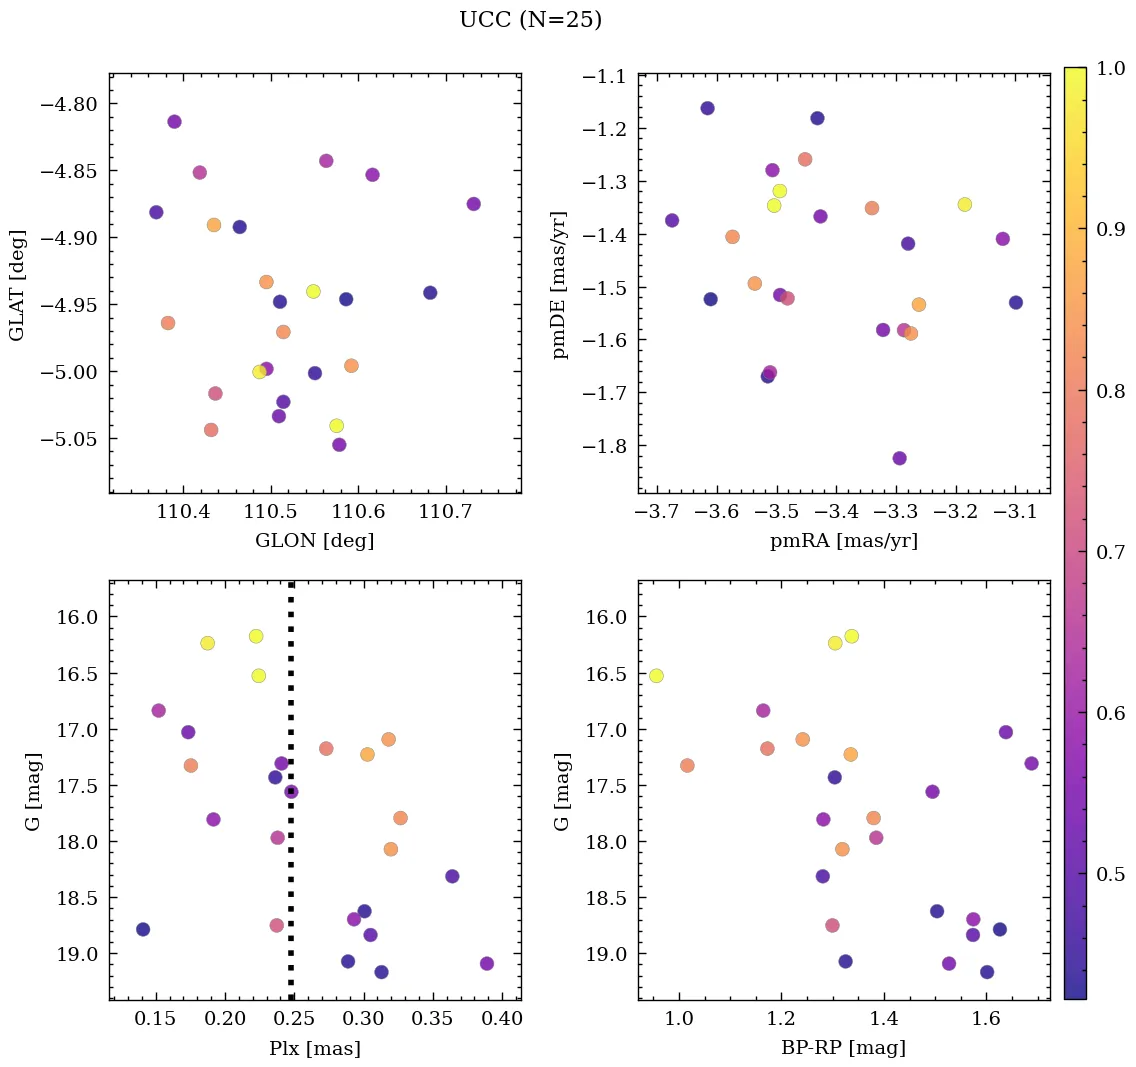 UCC (N=25)
−4.80
−4.85
−4.90
−4.95
−5.00
−5.05
GLAT [deg]
110.4 110.5 110.6 110.7
GLON [deg]
−1.1
−1.2
−1.3
−1.4
−1.5
−1.6
−1.7
−1.8
pmDE [mas/yr]
−3.7 −3.6 −3.5 −3.4 −3.3 −3.2 −3.1
pmRA [mas/yr]
16.0
16.5
17.0
17.5
18.0
18.5
19.0
G [mag]
0.15 0.20 0.25 0.30 0.35 0.40
Plx [mas]
16.0
16.5
17.0
17.5
18.0
18.5
19.0
G [mag]
1.0 1.2 1.4 1.6
BP-RP [mag]
1.0
0.9
0.8
0.7
0.6
0.5